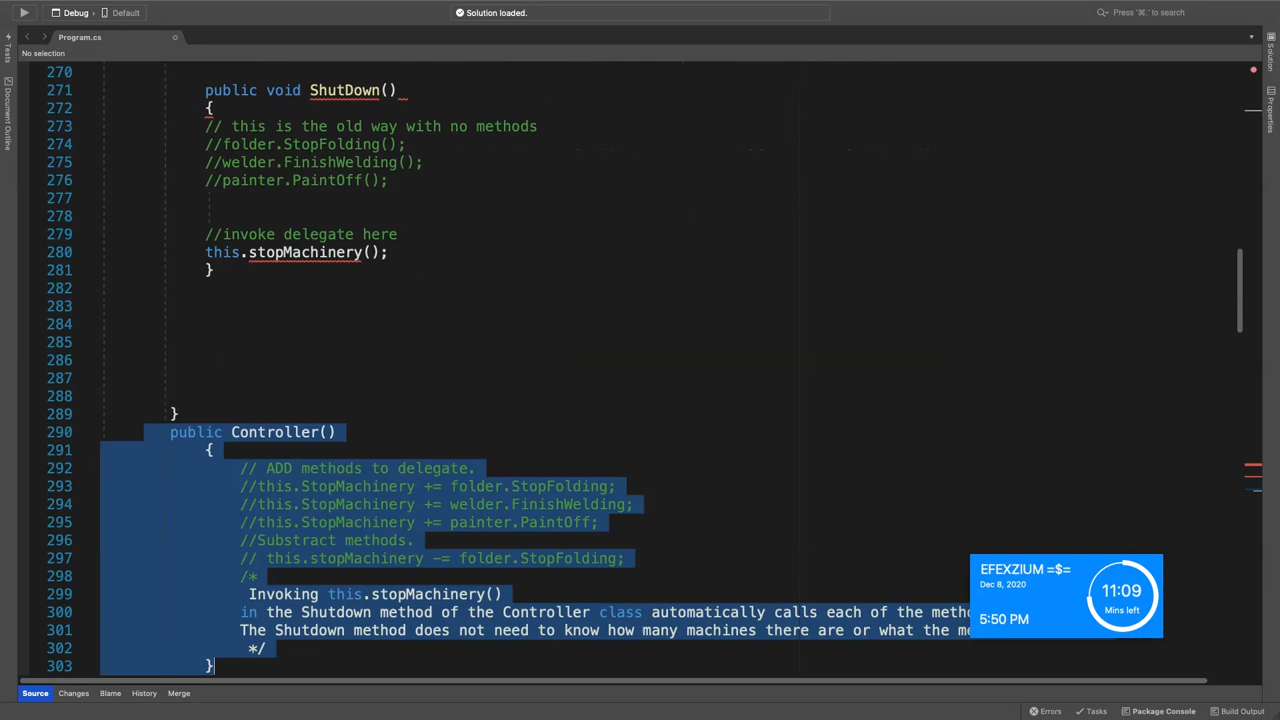 Debug › Default
Solution loaded.
Press '⌘.' to search
Program.cs
No selection
Tests
Document Outline
Solution
Properties
270
271 public void ShutDown()
272 {
273 // this is the old way with no methods
274 //folder.StopFolding();
275 //welder.FinishWelding();
276 //painter.PaintOff();
277
278
279 //invoke delegate here
280 this.stopMachinery();
281 }
282
283
284
285
286
287
288
289 }
290 public Controller()
291 {
292 // ADD methods to delegate.
293 //this.StopMachinery += folder.StopFolding;
294 //this.StopMachinery += welder.FinishWelding;
295 //this.StopMachinery += painter.PaintOff;
296 //Substract methods.
297 // this.stopMachinery -= folder.StopFolding;
298 /*
299 Invoking this.stopMachinery()
300 in the Shutdown method of the Controller class automatically calls each of the
301 The Shutdown method does not need to know how many machines there are or what the
302 */
303 }
EFEXZIUM =$=
Dec 8, 2020
5:50 PM
11:09
Mins left
Source Changes Blame History Merge
Errors Tasks Package Console Build Output